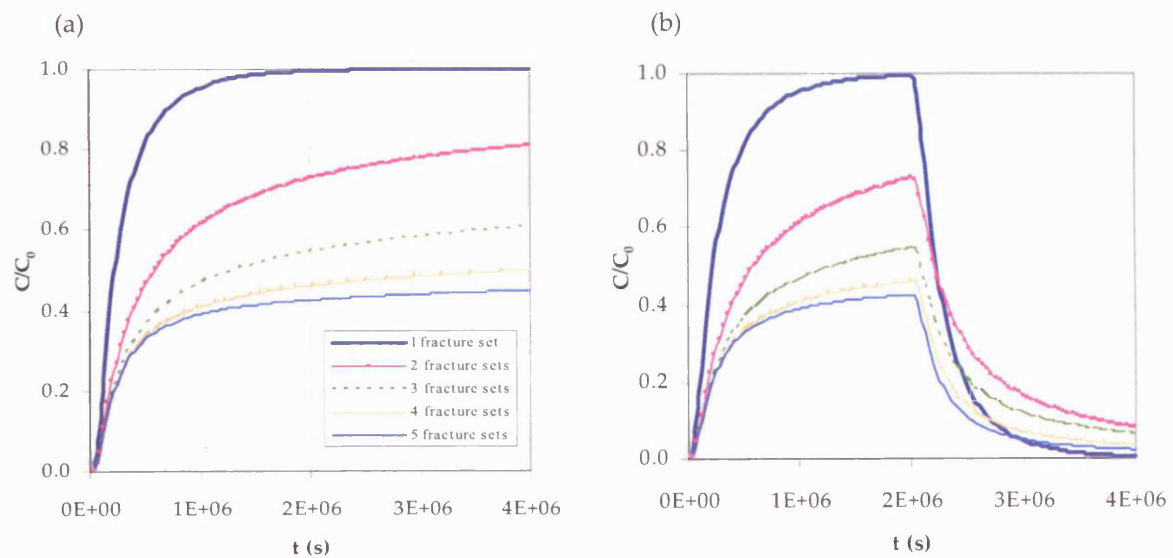 (a)
1.0
0.8
0.6
0.4
0.2
0.0
C/C0
0E+00 1E+06 2E+06 3E+06 4E+06
t (s)
1 fracture set
2 fracture sets
3 fracture sets
4 fracture sets
5 fracture sets
(b)
1.0
0.8
0.6
0.4
0.2
0.0
C/C0
0E+00 1E+06 2E+06 3E+06 4E+06
t (s)